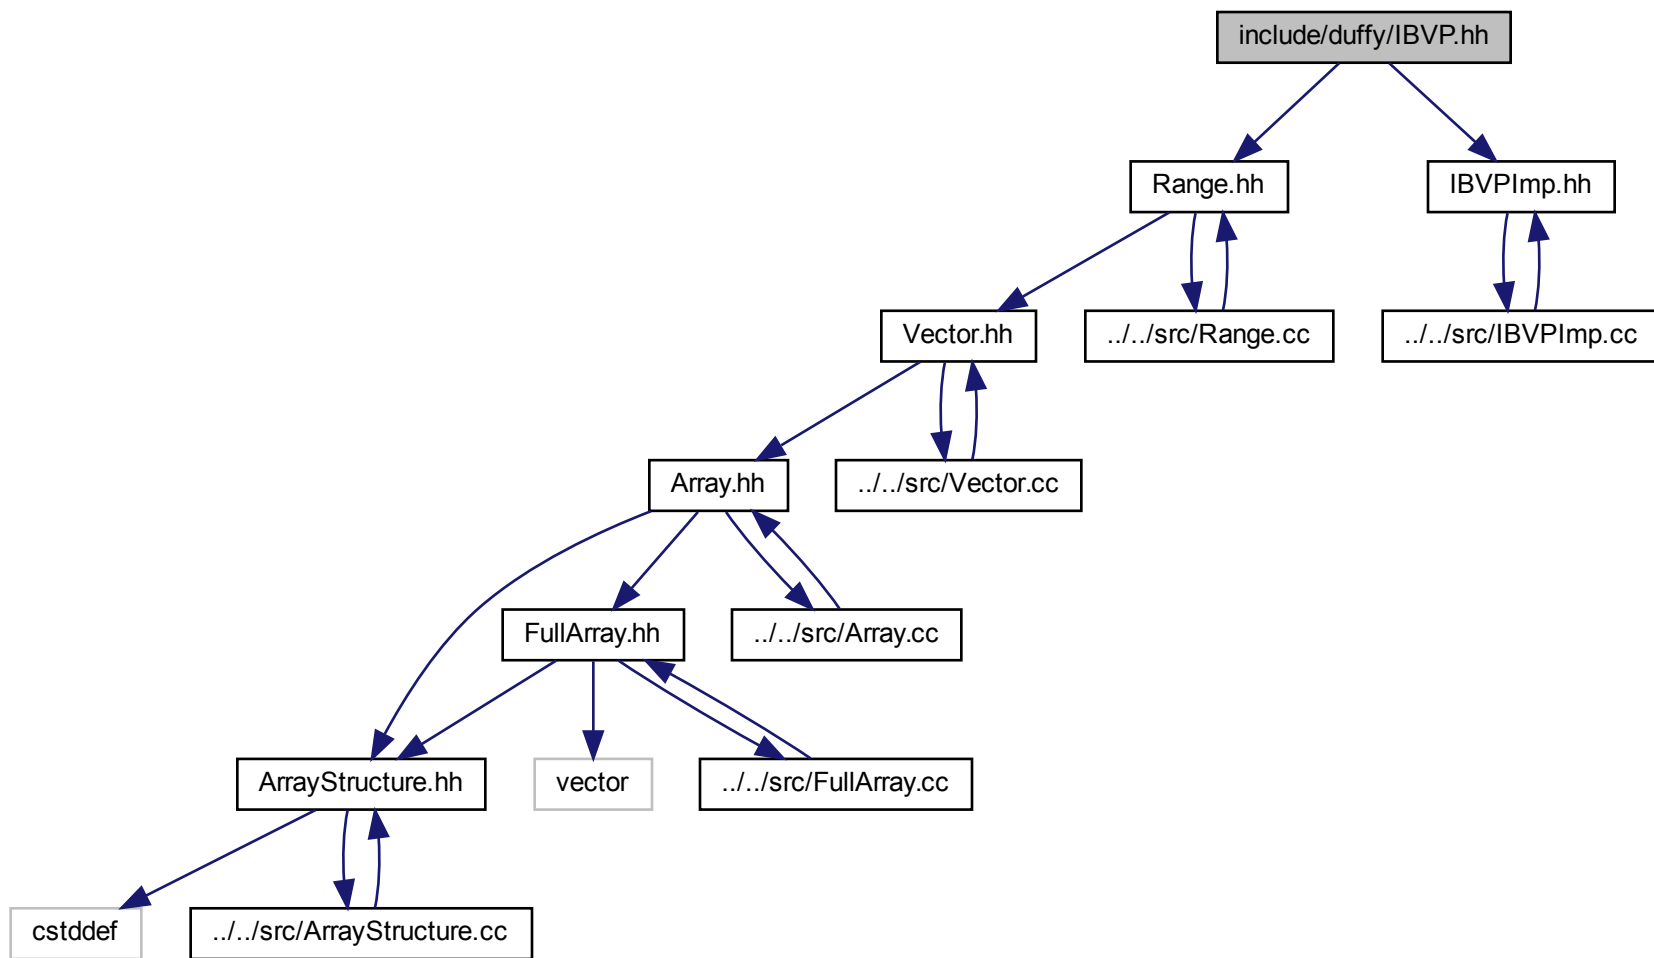 include/duffy/IBVP.hh
Range.hh
IBVPImp.hh
Vector.hh
../../src/Range.cc
../../src/IBVPImp.cc
Array.hh
../../src/Vector.cc
FullArray.hh
../../src/Array.cc
ArrayStructure.hh
vector
../../src/FullArray.cc
cstddef
../../src/ArrayStructure.cc